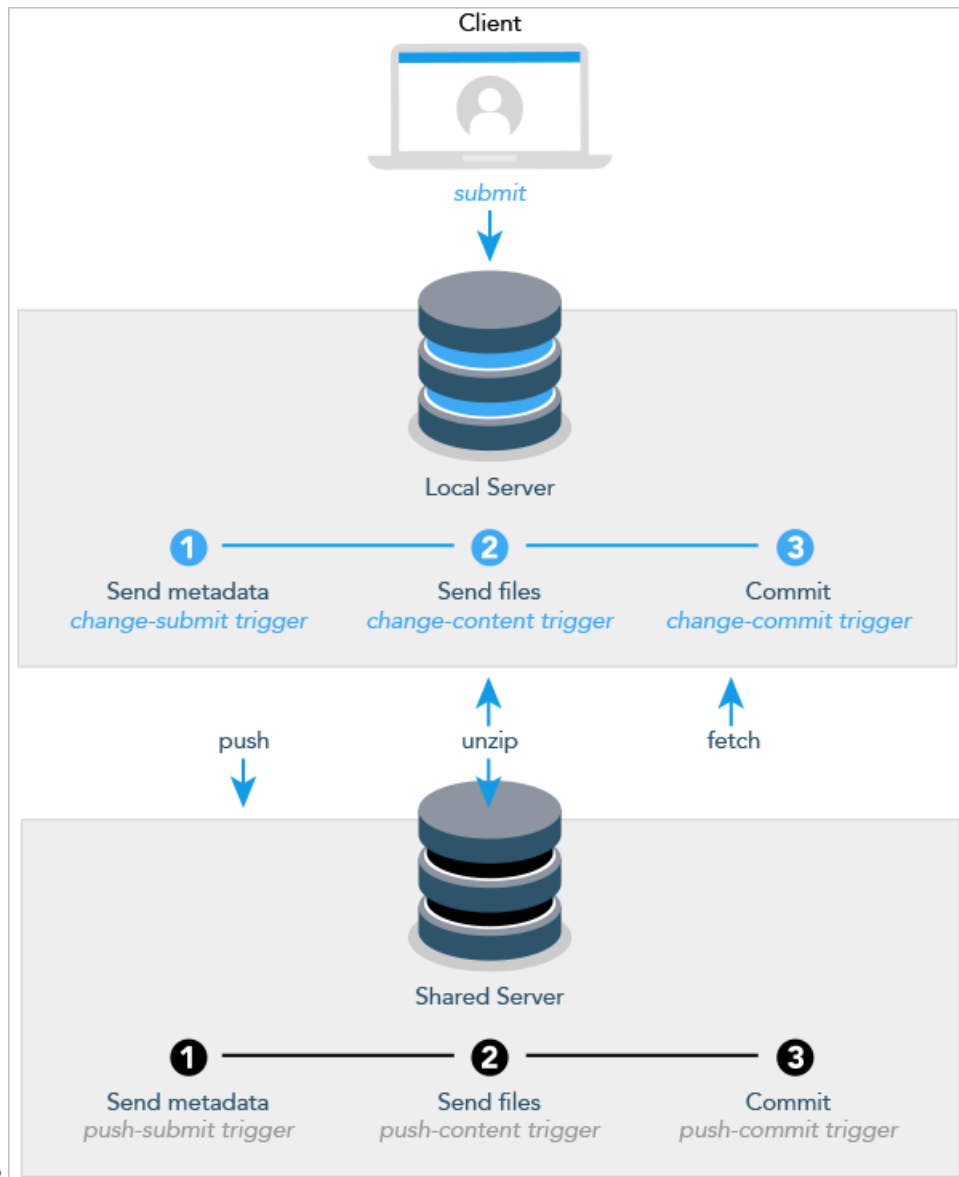 Client
submit
Local Server
1 2 3
Send metadata Send files Commit
change-submit trigger change-content trigger change-commit trigger
push unzip fetch
Shared Server
1 2 3
Send metadata Send files Commit
push-submit trigger push-content trigger push-commit trigger